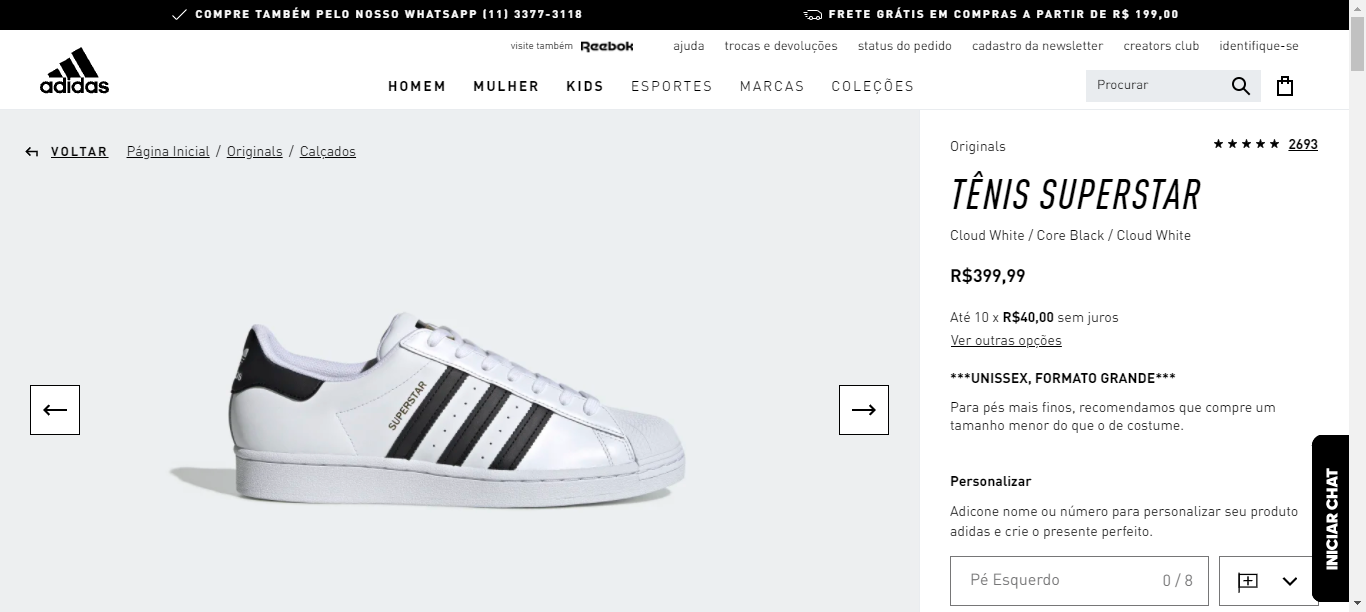 COMPRE TAMBÉM PELO NOSSO WHATSAPP (11) 3377-3118
FRETE GRÁTIS EM COMPRAS A PARTIR DE R$ 199,00
visite também Reebok
ajuda
trocas e devoluções
status do pedido
cadastro da newsletter
creators club
identifique-se
adidas
HOMEM
MULHER
KIDS
ESPORTES
MARCAS
COLEÇÕES
Procurar
VOLTAR
Página Inicial / Originals / Calçados
SUPERSTAR
Originals
2693
TÊNIS SUPERSTAR
Cloud White / Core Black / Cloud White
R$399,99
Até 10 x R$40,00 sem juros
Ver outras opções
***UNISSEX, FORMATO GRANDE***
Para pés mais finos, recomendamos que compre um
tamanho menor do que o de costume.
Personalizar
Adicone nome ou número para personalizar seu produto
adidas e crie o presente perfeito.
Pé Esquerdo
0 / 8
INICIAR CHAT